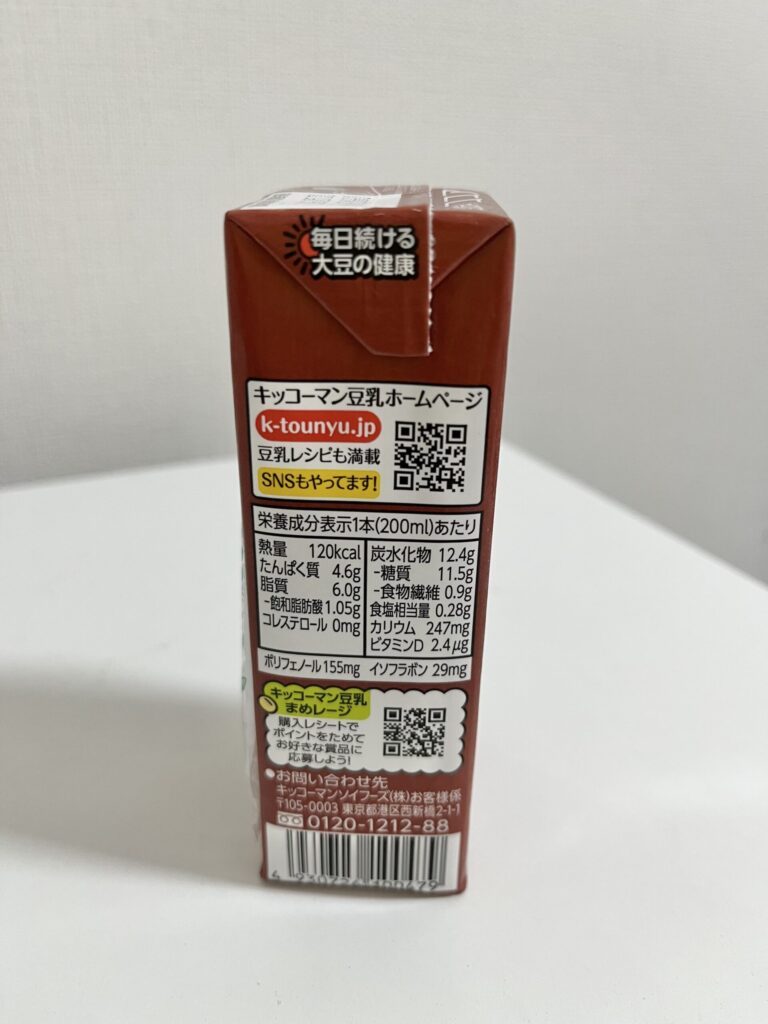 毎日続ける
大豆の健康
キッコーマン豆乳ホームページ
k-tounyu.jp
豆乳レシピも満載
SNSもやってます!
栄養成分表示1本(200ml)あたり
熱量 120kcal
たんぱく質 4.6g
脂質 6.0g
-飽和脂肪酸 1.05g
コレステロール 0mg
炭水化物 12.4g
-糖質 11.5g
-食物繊維 0.9g
食塩相当量 0.28g
カリウム 247mg
ビタミンD 2.4μg
ポリフェノール 155mg イソフラボン 29mg
キッコーマン豆乳
まめレージ
購入レシートで
ポイントをためて
お好きな賞品に
応募しよう!
お問い合わせ先
キッコーマンソイフーズ(株)お客様係
〒105-0003 東京都港区西新橋2-1-1
0120-1212-88